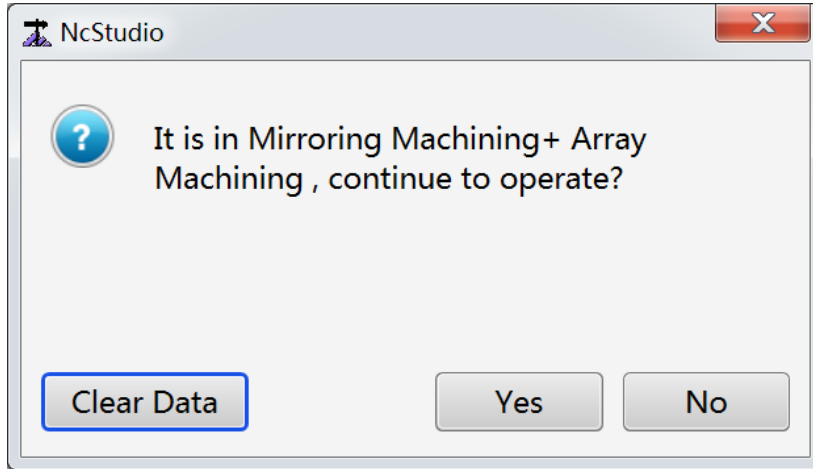 NcStudio
It is in Mirroring Machining+ Array
Machining , continue to operate?
Clear Data
Yes
No